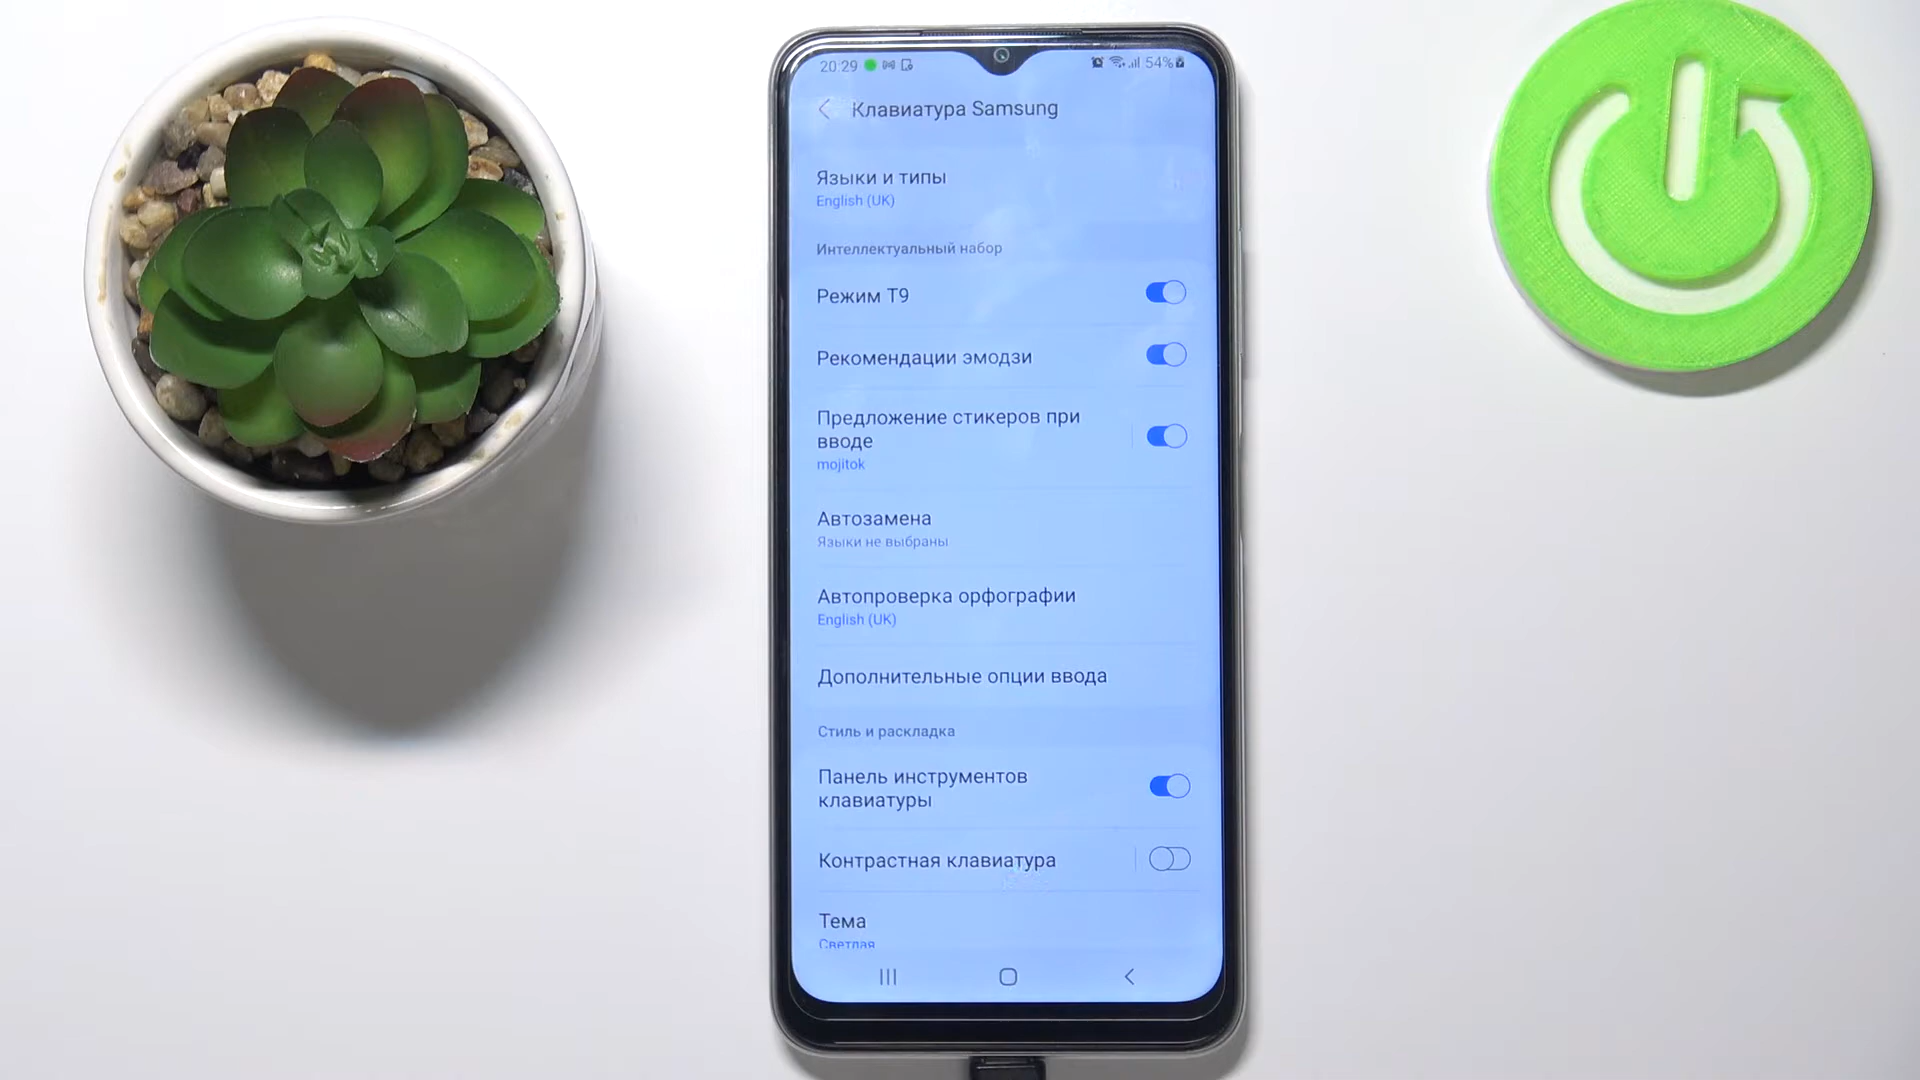 20:29
54%
Клавиатура Samsung
Языки и типы
English (UK)
Интеллектуальный набор
Режим T9
Рекомендации эмодзи
Предложение стикеров при
вводе
mojitok
Автозамена
Языки не выбраны
Автопроверка орфографии
English (UK)
Дополнительные опции ввода
Стиль и раскладка
Панель инструментов
клавиатуры
Контрастная клавиатура
Тема
Светлая